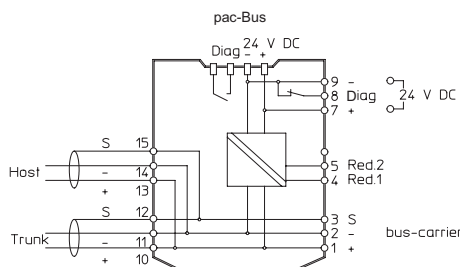 pac-Bus
24 V DC
Diag - +
9 -
8 Diag 24 V DC
7 +
S 15
- 14
Host
+ 13
5 Red.2
4 Red.1
S 12
3 S
Trunk - 11
2 - bus-carrier
+ 10
1 +